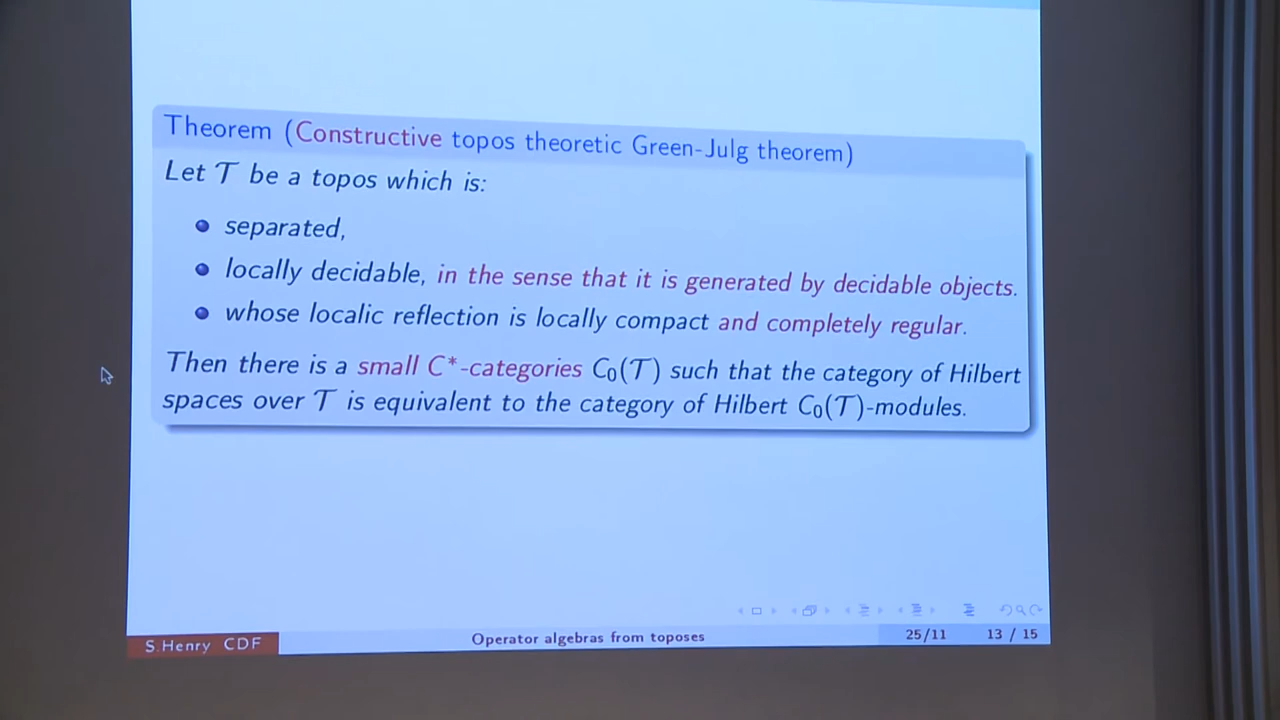 Theorem (Constructive topos theoretic Green-Julg theorem)
Let 𝒯 be a topos which is:
separated,
locally decidable, in the sense that it is generated by decidable objects.
whose localic reflection is locally compact and completely regular.
Then there is a small C*-categories C₀(𝒯) such that the category of Hilbert
spaces over 𝒯 is equivalent to the category of Hilbert C₀(𝒯)-modules.
S.Henry CDF
Operator algebras from toposes
25/11
13 / 15